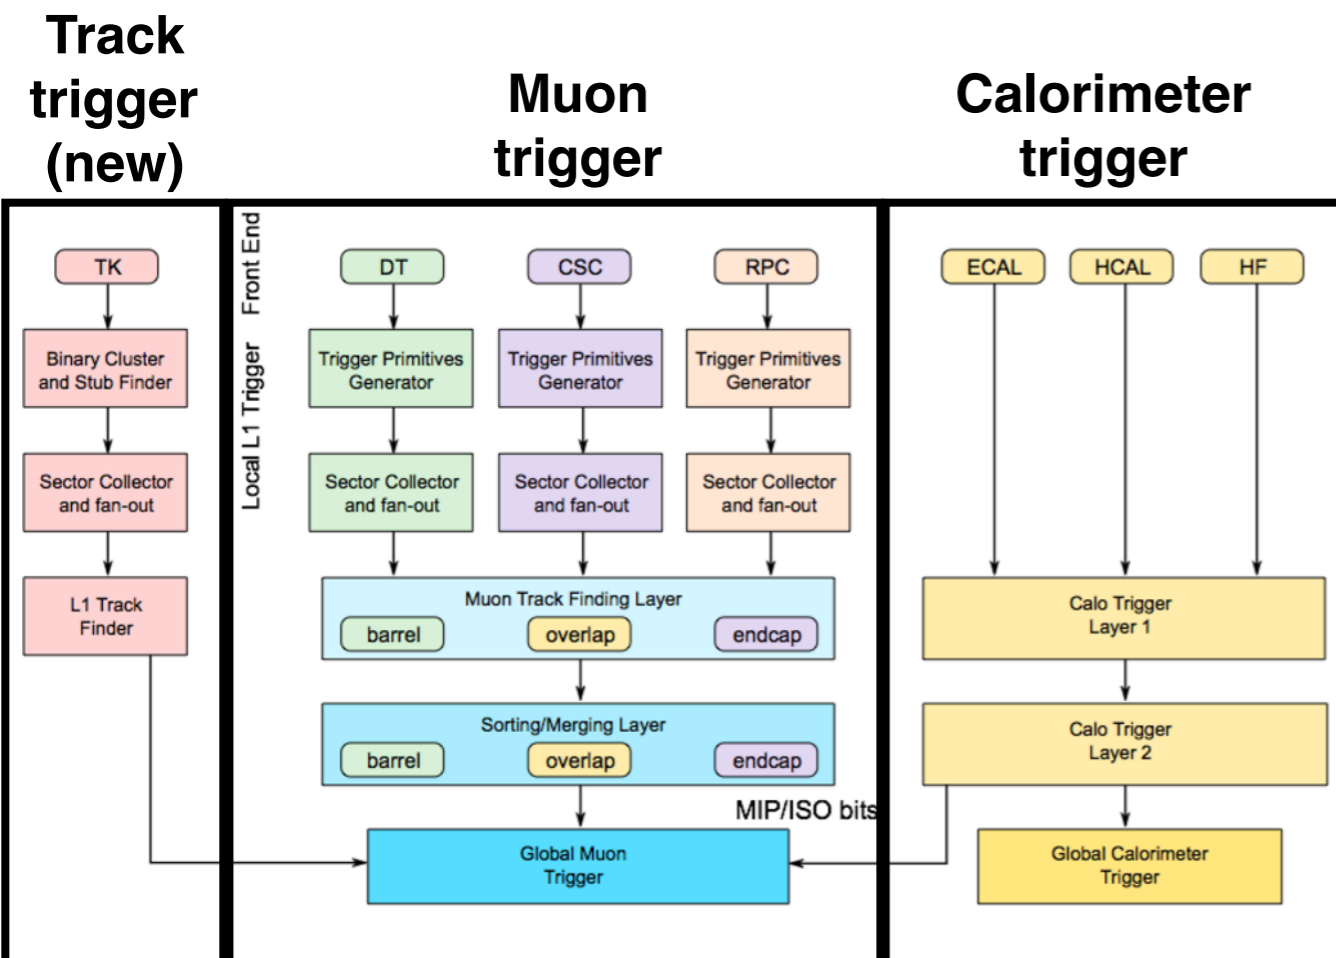 Track
trigger
(new)
Muon
trigger
Calorimeter
trigger
TK
Binary Cluster
and Stub Finder
Sector Collector
and fan-out
L1 Track
Finder
Front End
Local L1 Trigger
DT
CSC
RPC
Trigger Primitives
Generator
Trigger Primitives
Generator
Trigger Primitives
Generator
Sector Collector
and fan-out
Sector Collector
and fan-out
Sector Collector
and fan-out
Muon Track Finding Layer
barrel
overlap
endcap
Sorting/Merging Layer
barrel
overlap
endcap
MIP/ISO bits
Global Muon
Trigger
ECAL
HCAL
HF
Calo Trigger
Layer 1
Calo Trigger
Layer 2
Global Calorimeter
Trigger